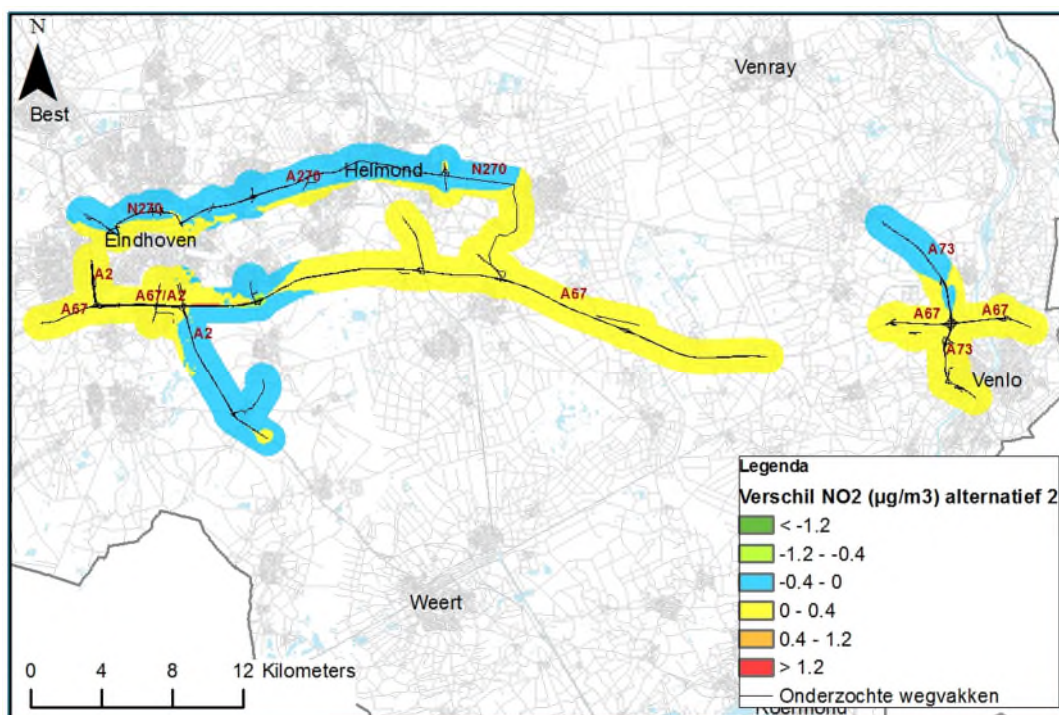 N
Venray
Best
A270
Helmond
N270
N270
Eindhoven
A73
A2
A67
A67/A2
A67
A67
A67
A2
A73
Venlo
Legenda
Verschil NO2 (µg/m3) alternatief 2
< -1.2
-1.2 - -0.4
-0.4 - 0
0 - 0.4
0.4 - 1.2
> 1.2
Onderzochte wegvakken
Weert
0 4 8 12 Kilometers
Roermond